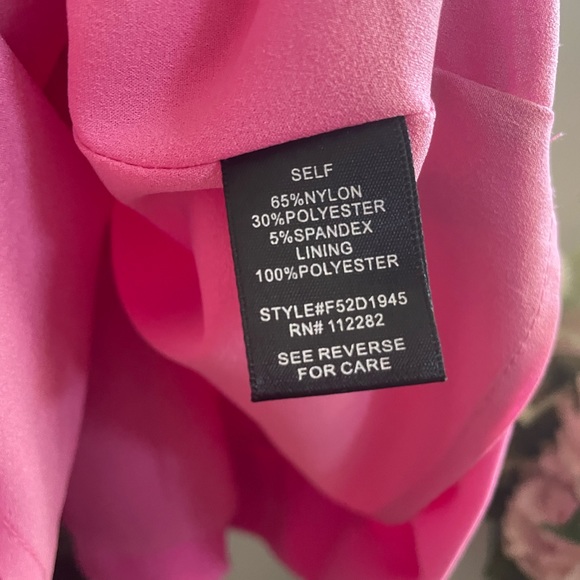 SELF
65%NYLON
30%POLYESTER
5%SPANDEX
LINING
100%POLYESTER
STYLE#F52D1945
RN# 112282
SEE REVERSE
FOR CARE